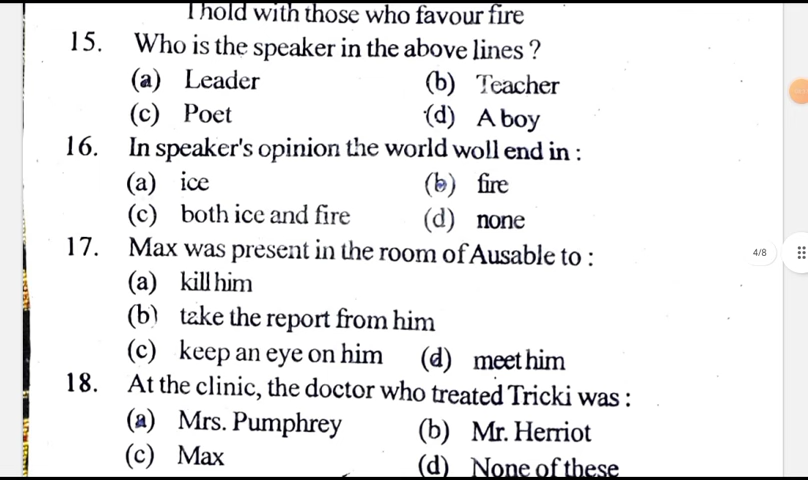 I hold with those who favour fire
15. Who is the speaker in the above lines ?
(a) Leader (b) Teacher
(c) Poet (d) A boy
16. In speaker's opinion the world woll end in :
(a) ice (b) fire
(c) both ice and fire (d) none
17. Max was present in the room of Ausable to :
(a) kill him
(b) take the report from him
(c) keep an eye on him (d) meet him
4/8
18. At the clinic, the doctor who treated Tricki was :
(a) Mrs. Pumphrey (b) Mr. Herriot
(c) Max (d) None of these